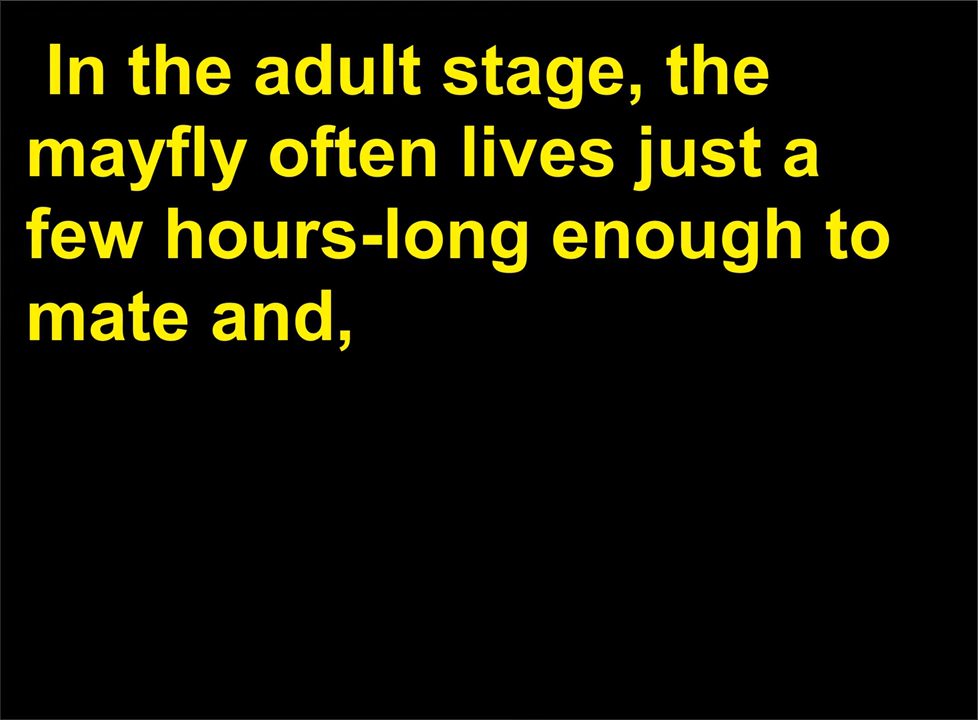 In the adult stage, the
mayfly often lives just a
few hours-long enough to
mate and,